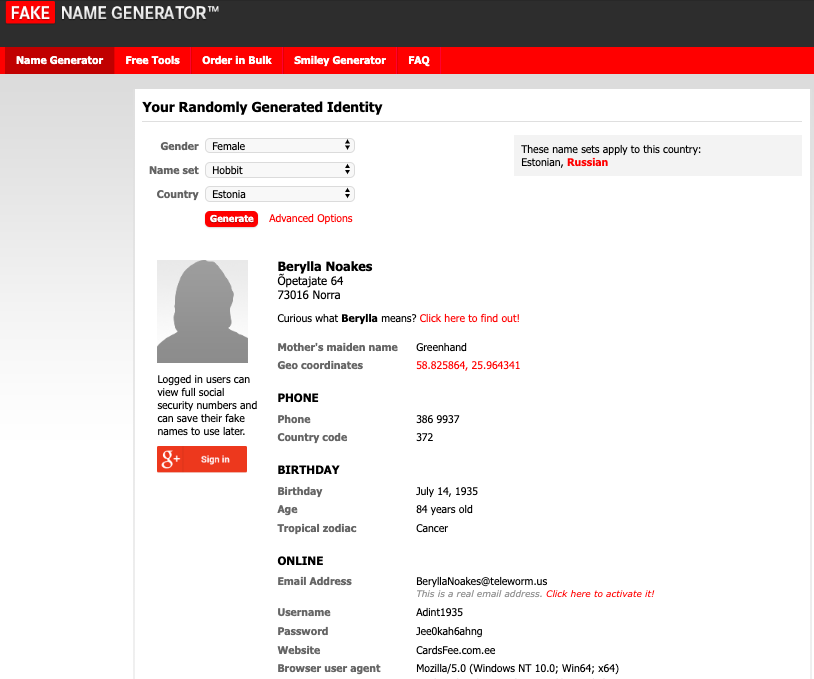 FAKE NAME GENERATOR™
Name Generator Free Tools Order in Bulk Smiley Generator FAQ
Your Randomly Generated Identity
Gender Female
Name set Hobbit
Country Estonia
Generate Advanced Options
These name sets apply to this country:
Estonian, Russian
Berylla Noakes
Õpetajate 64
73016 Norra
Curious what Berylla means? Click here to find out!
Mother's maiden name Greenhand
Geo coordinates 58.825864, 25.964341
Logged in users can
view full social
security numbers and
can save their fake
names to use later.
g+ Sign in
PHONE
Phone 386 9937
Country code 372
BIRTHDAY
Birthday July 14, 1935
Age 84 years old
Tropical zodiac Cancer
ONLINE
Email Address BeryllaNoakes@teleworm.us
This is a real email address. Click here to activate it!
Username Adint1935
Password Jee0kah6ahng
Website CardsFee.com.ee
Browser user agent Mozilla/5.0 (Windows NT 10.0; Win64; x64)